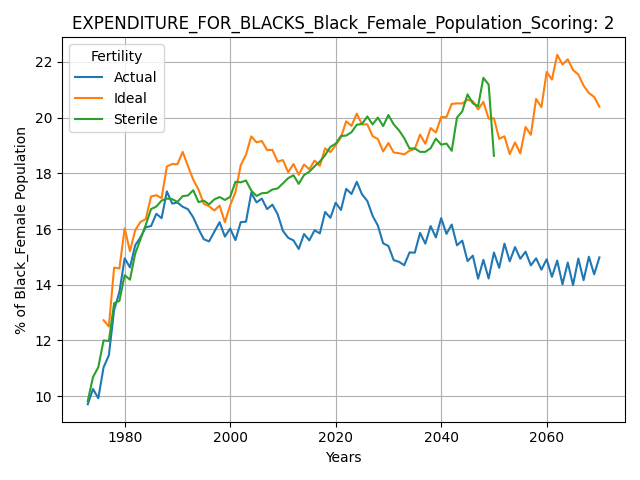 EXPENDITURE_FOR_BLACKS_Black_Female_Population_Scoring: 2
Fertility
Actual
Ideal
Sterile
% of Black_Female Population
22
20
18
16
14
12
10
1980
2000
2020
2040
2060
Years